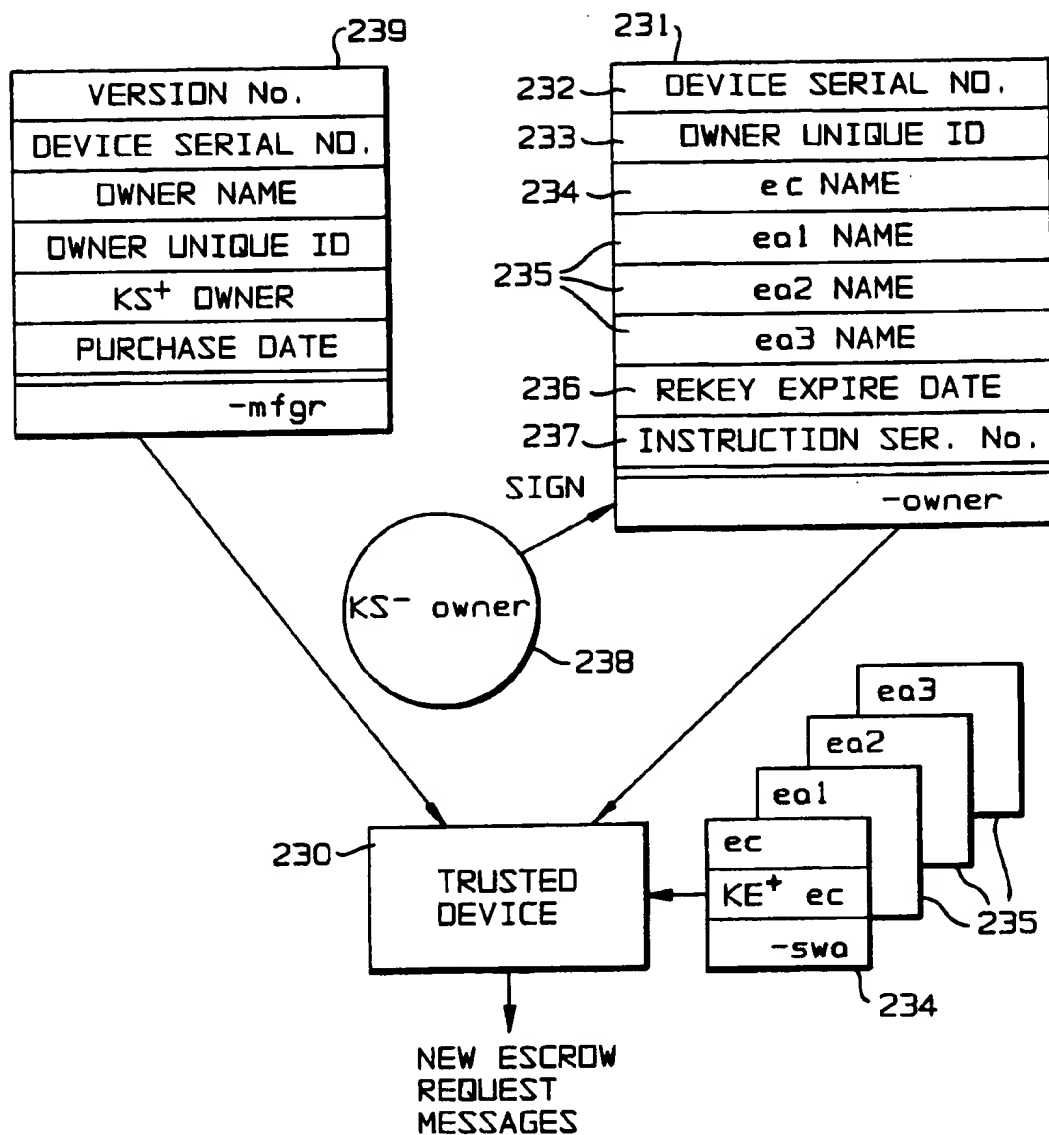 239
VERSION No.
DEVICE SERIAL NO.
OWNER NAME
OWNER UNIQUE ID
KS+ OWNER
PURCHASE DATE
-mfgr
231
232 DEVICE SERIAL NO.
233 OWNER UNIQUE ID
234 ec NAME
235 ea1 NAME
ea2 NAME
ea3 NAME
236 REKEY EXPIRE DATE
237 INSTRUCTION SER. No.
-owner
SIGN
KS- owner
238
230 TRUSTED
DEVICE
ea3
ea2
ea1
ec
KE+ ec
-swa
235
234
NEW ESCROW
REQUEST
MESSAGES